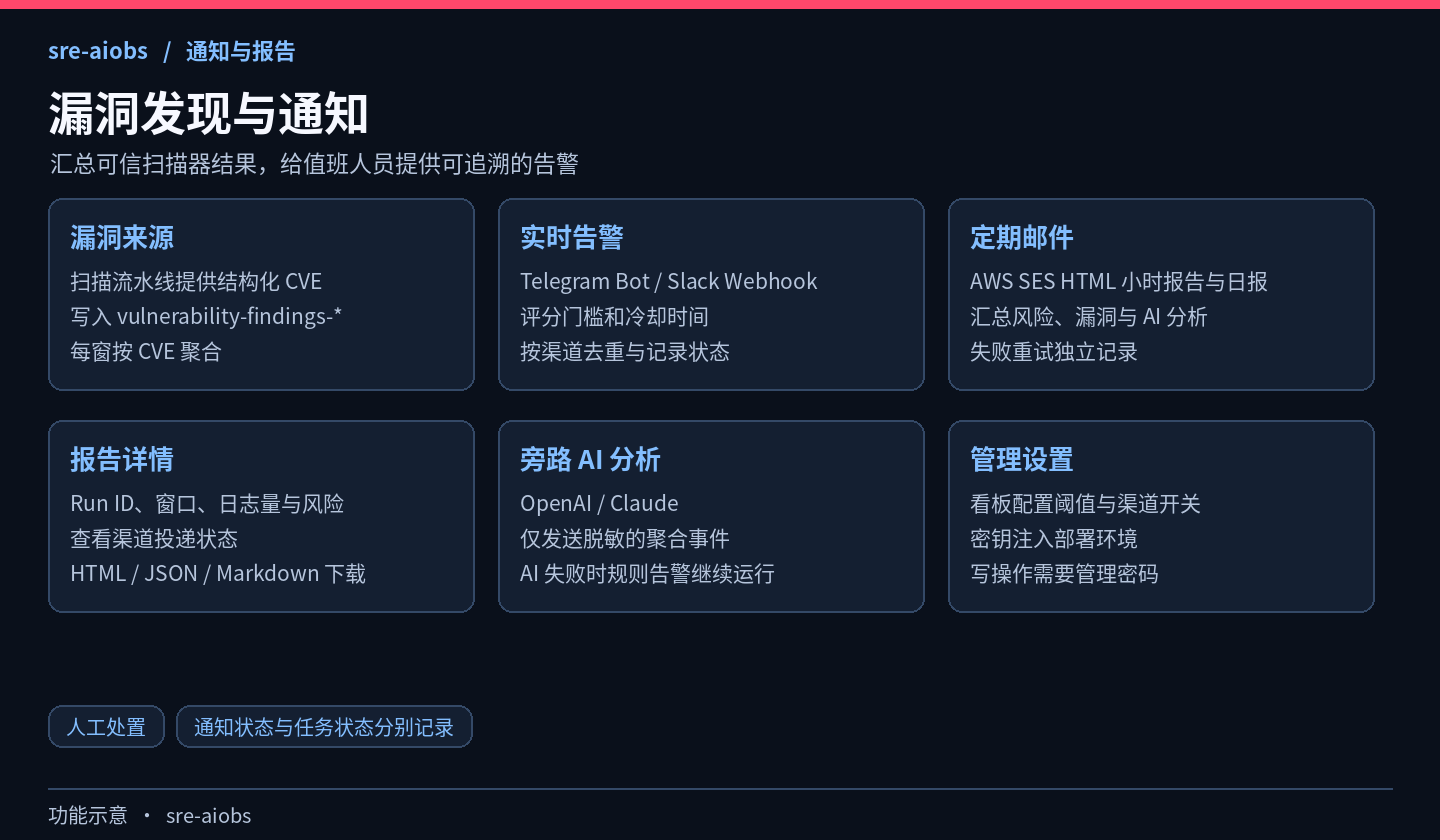 sre-aiobs / 通知与报告
漏洞发现与通知
汇总可信扫描器结果，给值班人员提供可追溯的告警
漏洞来源
扫描流水线提供结构化 CVE
写入 vulnerability-findings-*
每窗按 CVE 聚合
实时告警
Telegram Bot / Slack Webhook
评分门槛和冷却时间
按渠道去重与记录状态
定期邮件
AWS SES HTML 小时报告与日报
汇总风险、漏洞与 AI 分析
失败重试独立记录
报告详情
Run ID、窗口、日志量与风险
查看渠道投递状态
HTML / JSON / Markdown 下载
旁路 AI 分析
OpenAI / Claude
仅发送脱敏的聚合事件
AI 失败时规则告警继续运行
管理设置
看板配置阈值与渠道开关
密钥注入部署环境
写操作需要管理密码
人工处置
通知状态与任务状态分别记录
功能示意 · sre-aiobs